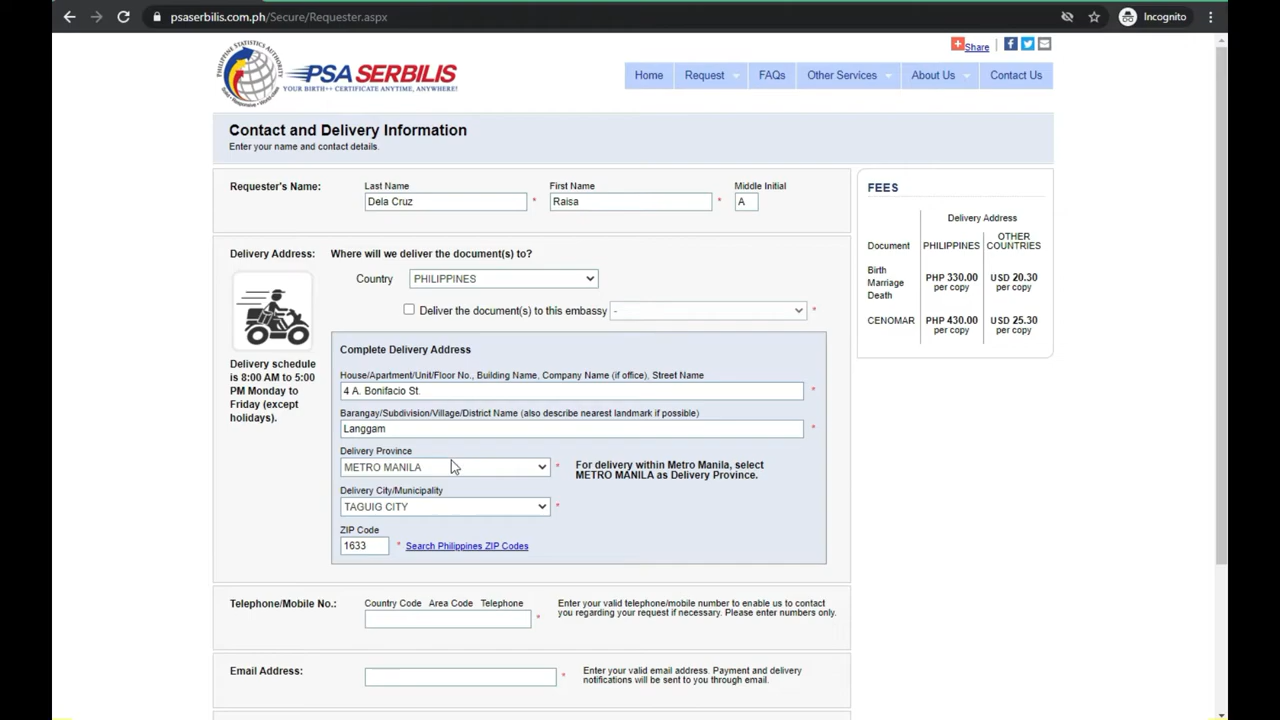 psaserbilis.com.ph/Secure/Requester.aspx
Incognito
Share
PSA SERBILIS
YOUR BIRTH++ CERTIFICATE ANYTIME, ANYWHERE!
Home
Request
FAQs
Other Services
About Us
Contact Us
Contact and Delivery Information
Enter your name and contact details.
Requester's Name:
Last Name
First Name
Middle Initial
Dela Cruz
*
Raisa
*
A
FEES
Delivery Address
Document
PHILIPPINES
OTHER
COUNTRIES
Birth
Marriage
Death
PHP 330.00
per copy
USD 20.30
per copy
CENOMAR
PHP 430.00
per copy
USD 25.30
per copy
Delivery Address:
Where will we deliver the document(s) to?
Country
PHILIPPINES
Deliver the document(s) to this embassy
-
*
Delivery schedule
is 8:00 AM to 5:00
PM Monday to
Friday (except
holidays).
Complete Delivery Address
House/Apartment/Unit/Floor No., Building Name, Company Name (if office), Street Name
4 A. Bonifacio St.
*
Barangay/Subdivision/Village/District Name (also describe nearest landmark if possible)
Langgam
*
Delivery Province
METRO MANILA
*
For delivery within Metro Manila, select
METRO MANILA as Delivery Province.
Delivery City/Municipality
TAGUIG CITY
*
ZIP Code
1633
*
Search Philippines ZIP Codes
Telephone/Mobile No.:
Country Code Area Code Telephone
*
Enter your valid telephone/mobile number to enable us to contact
you regarding your request if necessary. Please enter numbers only.
Email Address:
*
Enter your valid email address. Payment and delivery
notifications will be sent to you through email.